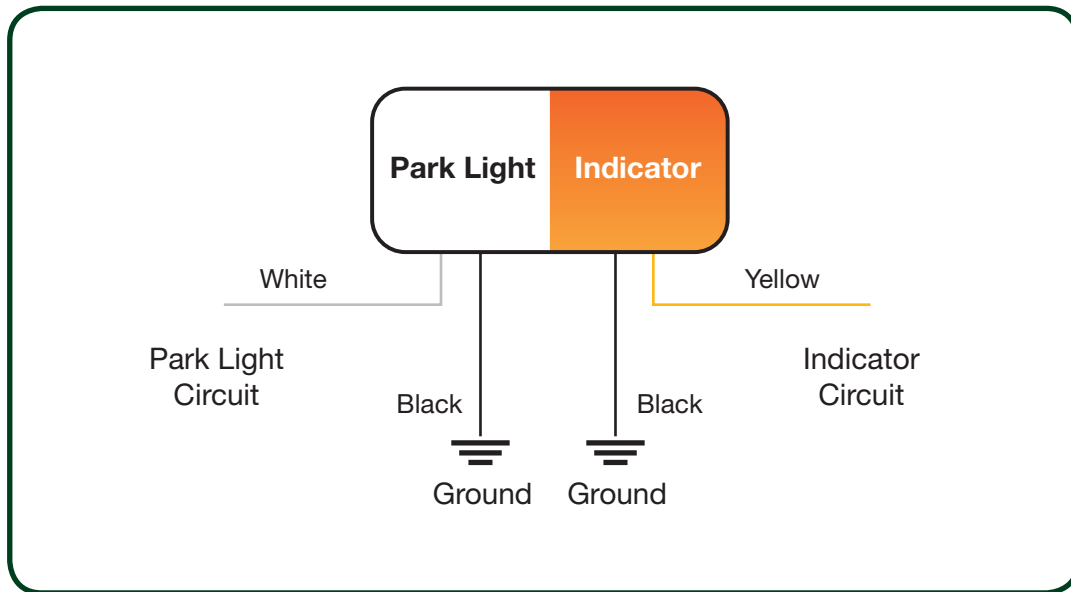 Park Light
Indicator
White
Yellow
Park Light
Circuit
Indicator
Circuit
Black
Black
Ground
Ground